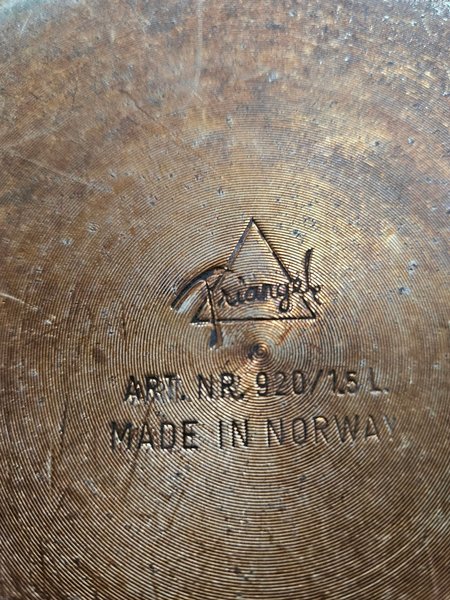 Triangel
ART. NR. 920/1.5 L.
MADE IN NORWAY